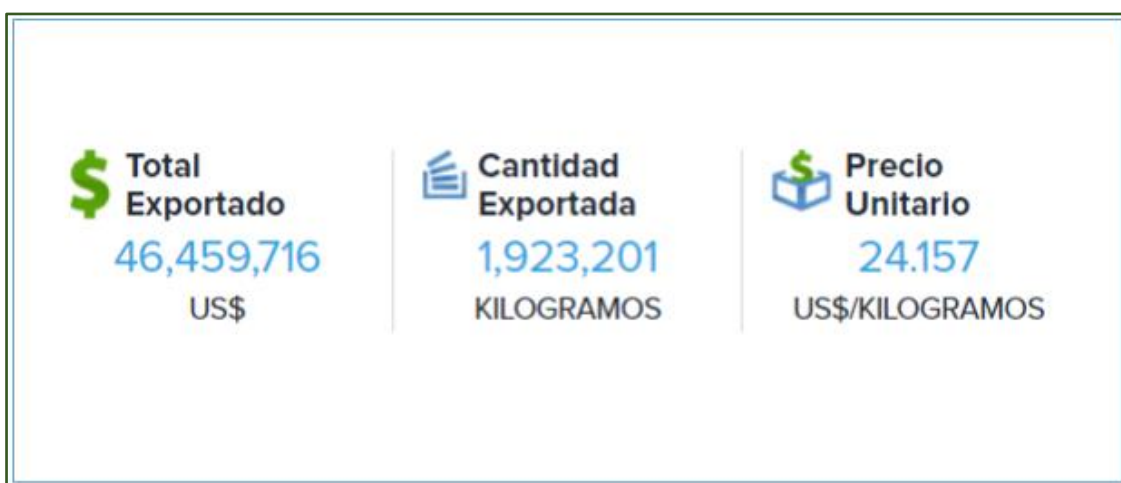 Total
Exportado
46,459,716
US$
Cantidad
Exportada
1,923,201
KILOGRAMOS
Precio
Unitario
24.157
US$/KILOGRAMOS